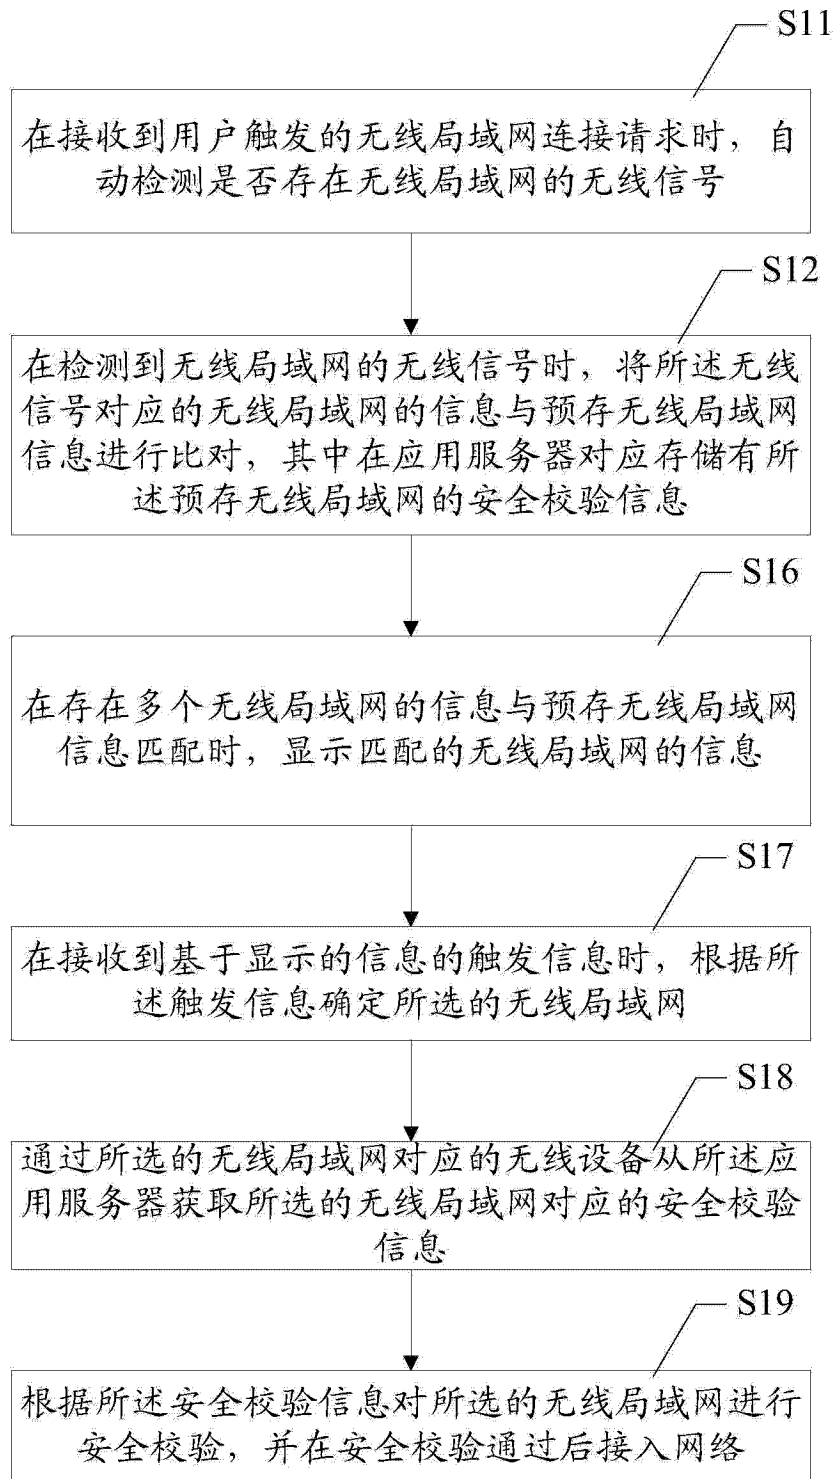 S11
在接收到用户触发的无线局域网连接请求时，自
动检测是否存在无线局域网的无线信号
S12
在检测到无线局域网的无线信号时，将所述无线
信号对应的无线局域网的信息与预存无线局域网
信息进行比对，其中在应用服务器对应存储有所
述预存无线局域网的安全校验信息
S16
在存在多个无线局域网的信息与预存无线局域网
信息匹配时，显示匹配的无线局域网的信息
S17
在接收到基于显示的信息的触发信息时，根据所
述触发信息确定所选的无线局域网
S18
通过所选的无线局域网对应的无线设备从所述应
用服务器获取所选的无线局域网对应的安全校验
信息
S19
根据所述安全校验信息对所选的无线局域网进行
安全校验，并在安全校验通过后接入网络